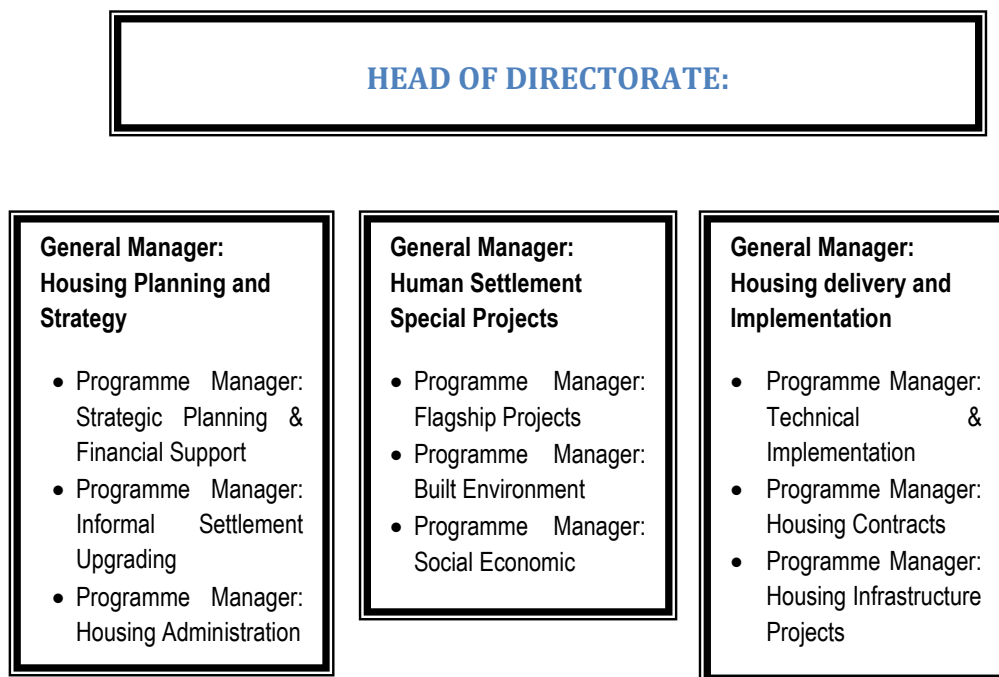 HEAD OF DIRECTORATE:
General Manager:
Housing Planning and
Strategy
• Programme Manager:
Strategic Planning &
Financial Support
• Programme Manager:
Informal Settlement
Upgrading
• Programme Manager:
Housing Administration
General Manager:
Human Settlement
Special Projects
• Programme Manager:
Flagship Projects
• Programme Manager:
Built Environment
• Programme Manager:
Social Economic
General Manager:
Housing delivery and
Implementation
• Programme Manager:
Technical &
Implementation
• Programme Manager:
Housing Contracts
• Programme Manager:
Housing Infrastructure
Projects